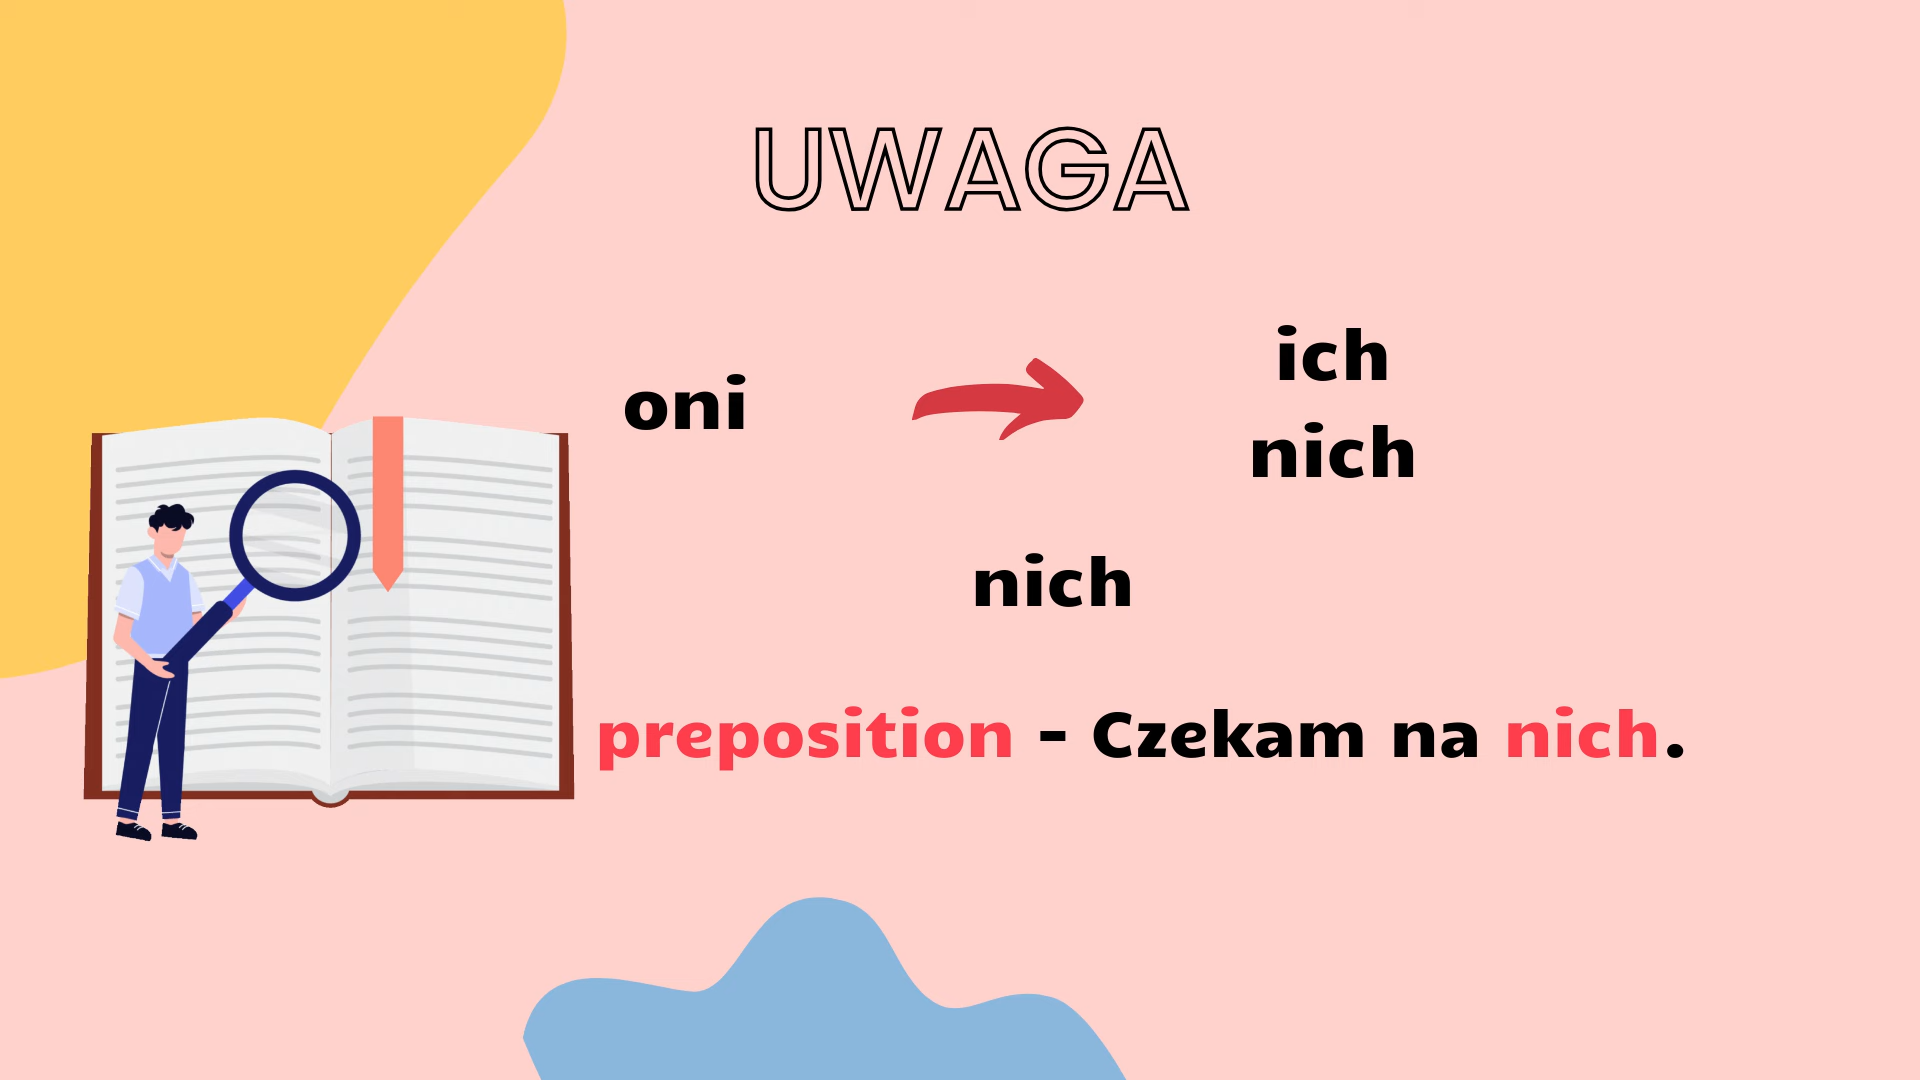 UWAGA
oni
ich
nich
nich
preposition - Czekam na nich.